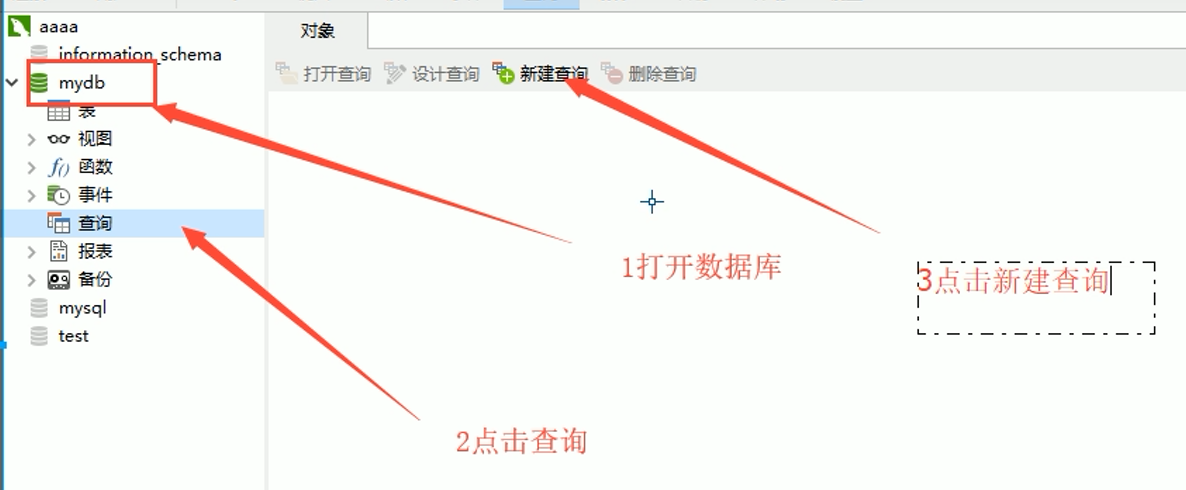 aaaa
对象
information_schema
打开查询 设计查询 新建查询 删除查询
mydb
表
视图
函数
事件
查询
报表
备份
mysql
test
1打开数据库
3点击新建查询
2点击查询